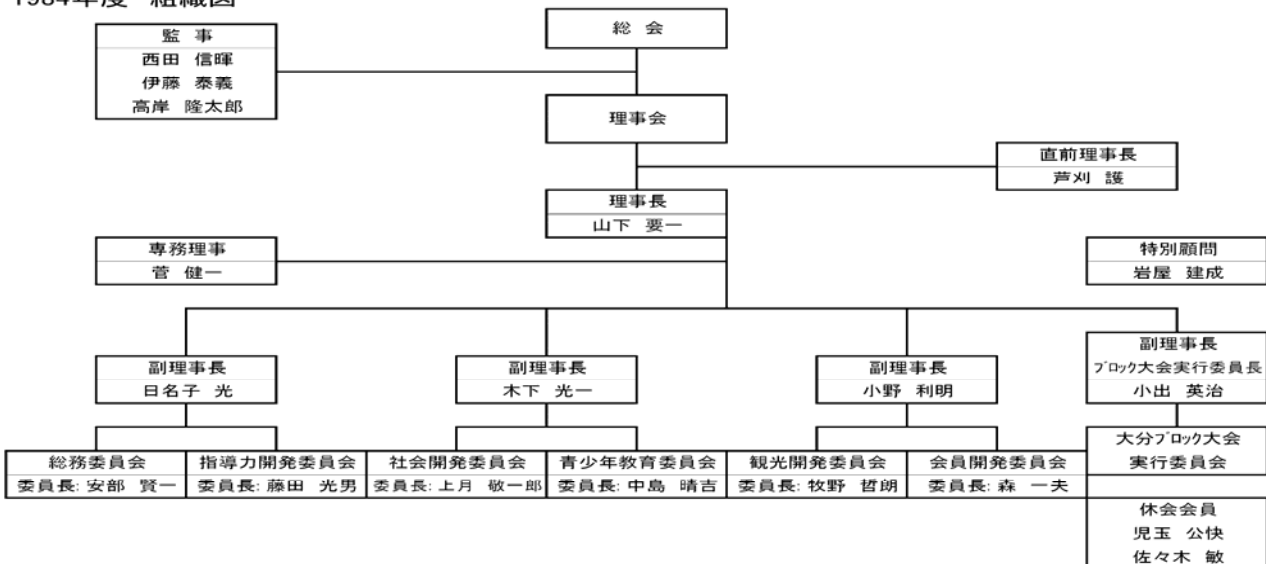 1984年度 組織図
総 会
監 事
西田 信暉
伊藤 泰義
高岸 隆太郎
理事会
直前理事長
芦刈 護
理事長
山下 要一
専務理事
菅 健一
特別顧問
岩屋 建成
副理事長
日名子 光
副理事長
木下 光一
副理事長
小野 利明
副理事長
ブロック大会実行委員長
小出 英治
総務委員会
委員長:安部 賢一
指導力開発委員会
委員長:藤田 光男
社会開発委員会
委員長:上月 敬一郎
青少年教育委員会
委員長:中島 晴吉
観光開発委員会
委員長:牧野 哲朗
会員開発委員会
委員長:森 一夫
大分ブロック大会
実行委員会
休会会員
児玉 公快
佐々木 敏